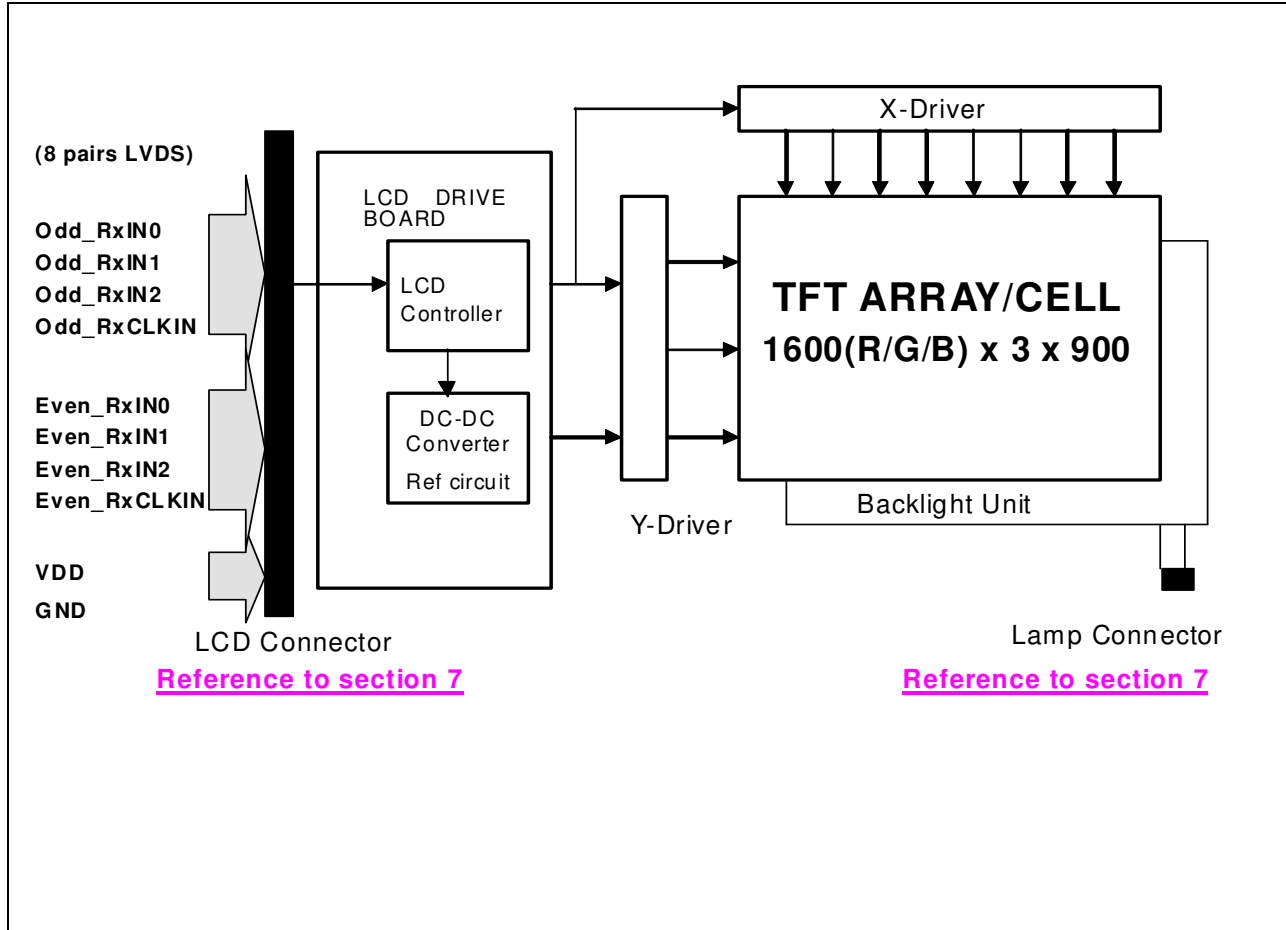 (8 pairs LVDS)
Odd_RxIN0
Odd_RxIN1
Odd_RxIN2
Odd_RxCLKIN
Even_RxIN0
Even_RxIN1
Even_RxIN2
Even_RxCLKIN
VDD
GND
LCD Connector
Reference to section 7
LCD DRIVE
BOARD
LCD
Controller
DC-DC
Converter
Ref circuit
X-Driver
Y-Driver
TFT ARRAY/CELL
1600(R/G/B) x 3 x 900
Backlight Unit
Lamp Connector
Reference to section 7